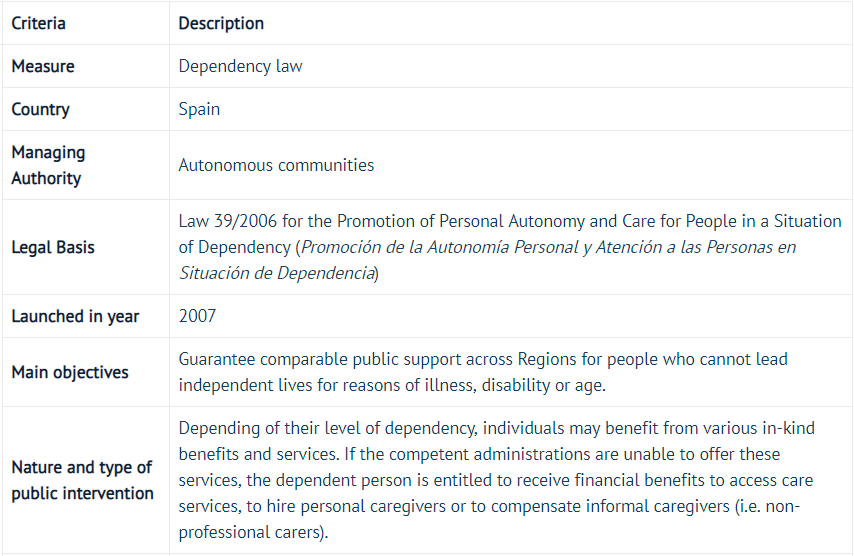 Criteria Description
Measure Dependency law
Country Spain
Managing
Authority
Autonomous communities
Legal Basis
Law 39/2006 for the Promotion of Personal Autonomy and Care for People in a Situation
of Dependency (Promoción de la Autonomía Personal y Atención a las Personas en
Situación de Dependencia)
Launched in year 2007
Main objectives
Guarantee comparable public support across Regions for people who cannot lead
independent lives for reasons of illness, disability or age.
Nature and type of
public intervention
Depending of their level of dependency, individuals may benefit from various in-kind
benefits and services. If the competent administrations are unable to offer these
services, the dependent person is entitled to receive financial benefits to access care
services, to hire personal caregivers or to compensate informal caregivers (i.e. non-
professional carers).